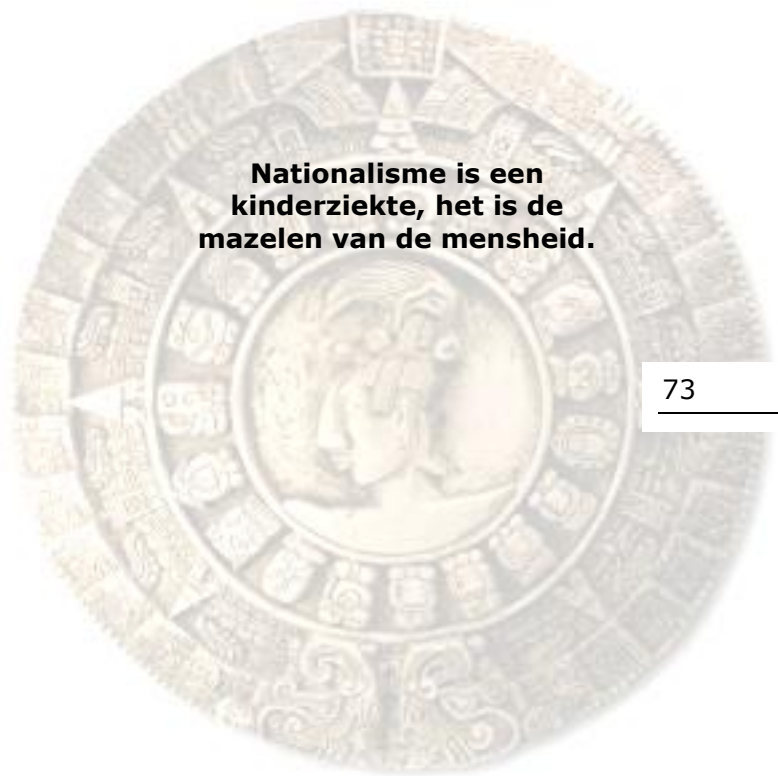 Nationalisme is een
kinderziekte, het is de
mazelen van de mensheid.
73